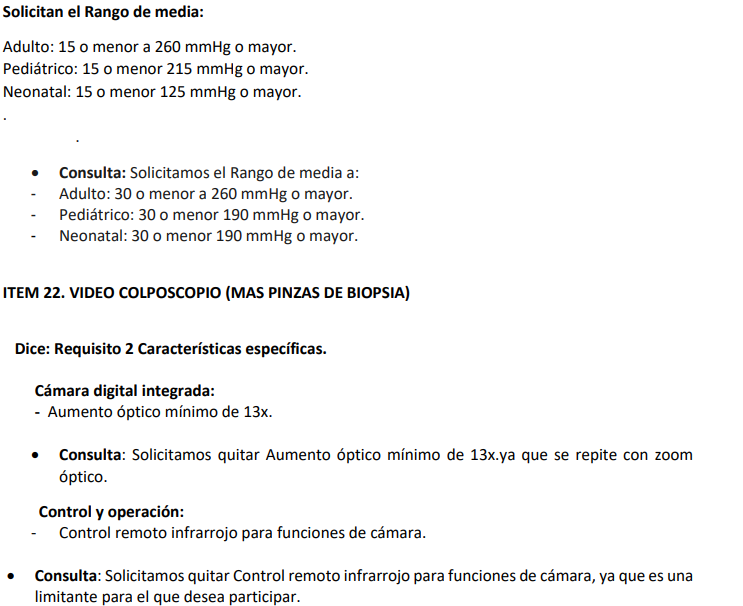 Solicitan el Rango de media:
Adulto: 15 o menor a 260 mmHg o mayor.
Pediátrico: 15 o menor 215 mmHg o mayor.
Neonatal: 15 o menor 125 mmHg o mayor.
.
.
• Consulta: Solicitamos el Rango de media a:
- Adulto: 30 o menor a 260 mmHg o mayor.
- Pediátrico: 30 o menor 190 mmHg o mayor.
- Neonatal: 30 o menor 190 mmHg o mayor.
ITEM 22. VIDEO COLPOSCOPIO (MAS PINZAS DE BIOPSIA)
Dice: Requisito 2 Características específicas.
Cámara digital integrada:
- Aumento óptico mínimo de 13x.
• Consulta: Solicitamos quitar Aumento óptico mínimo de 13x.ya que se repite con zoom
óptico.
Control y operación:
- Control remoto infrarrojo para funciones de cámara.
• Consulta: Solicitamos quitar Control remoto infrarrojo para funciones de cámara, ya que es una
limitante para el que desea participar.